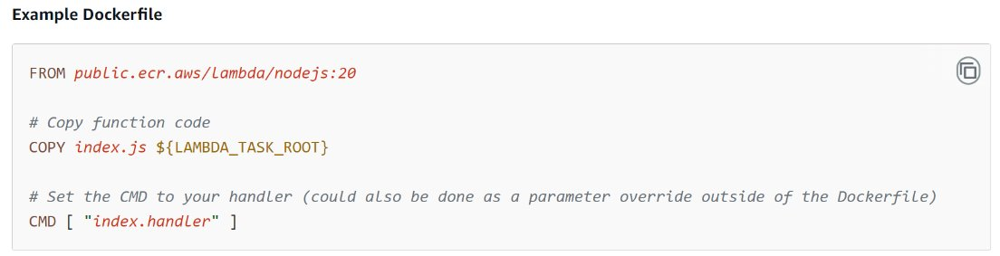 Example Dockerfile
FROM public.ecr.aws/lambda/nodejs:20
# Copy function code
COPY index.js ${LAMBDA_TASK_ROOT}
# Set the CMD to your handler (could also be done as a parameter override outside of the Dockerfile)
CMD [ "index.handler" ]